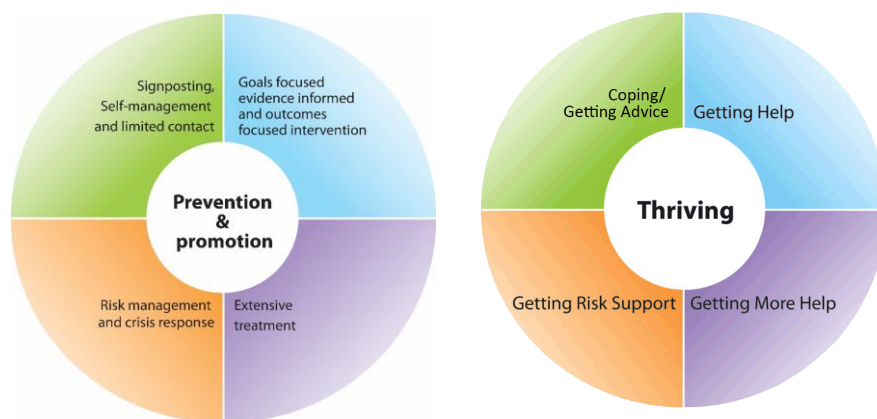 Signposting,
Self-management
and limited contact
Goals focused
evidence informed
and outcomes
focused intervention
Prevention
&
promotion
Risk management
and crisis response
Extensive
treatment
Coping/
Getting Advice
Getting Help
Thriving
Getting Risk Support
Getting More Help